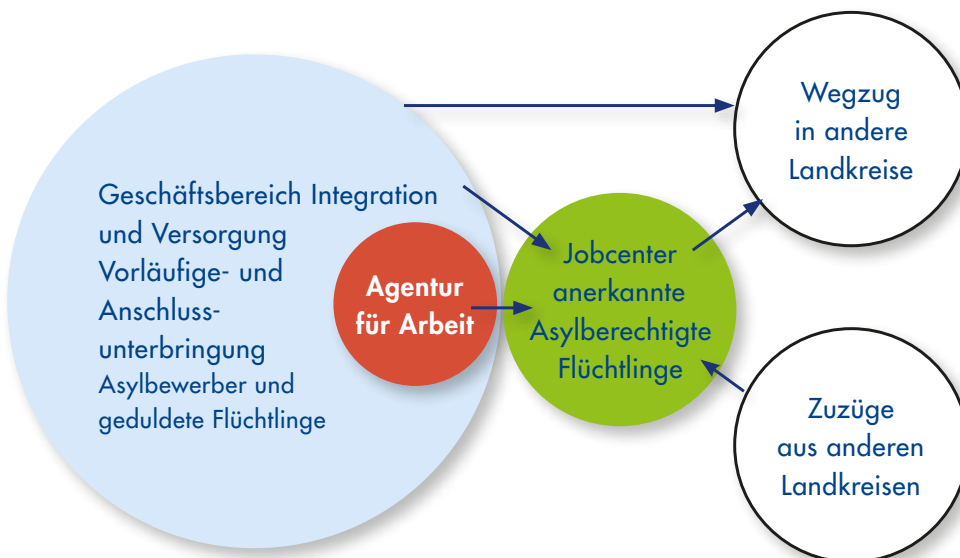 Geschäftsbereich Integration
und Versorgung
Vorläufige- und
Anschluss-
unterbringung
Asylbewerber und
geduldete Flüchtlinge
Agentur
für Arbeit
Jobcenter
anerkannte
Asylberechtigte
Flüchtlinge
Wegzug
in andere
Landkreise
Zuzüge
aus anderen
Landkreisen